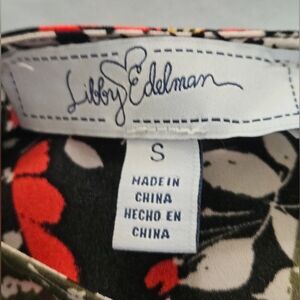 Libby Edelman
S
MADE IN
CHINA
HECHO EN
CHINA